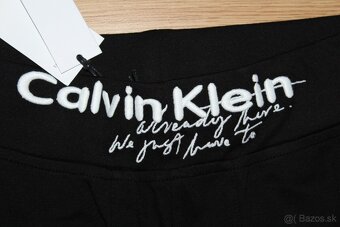 Calvin Klein
already there.
We just have to
Bazos.sk